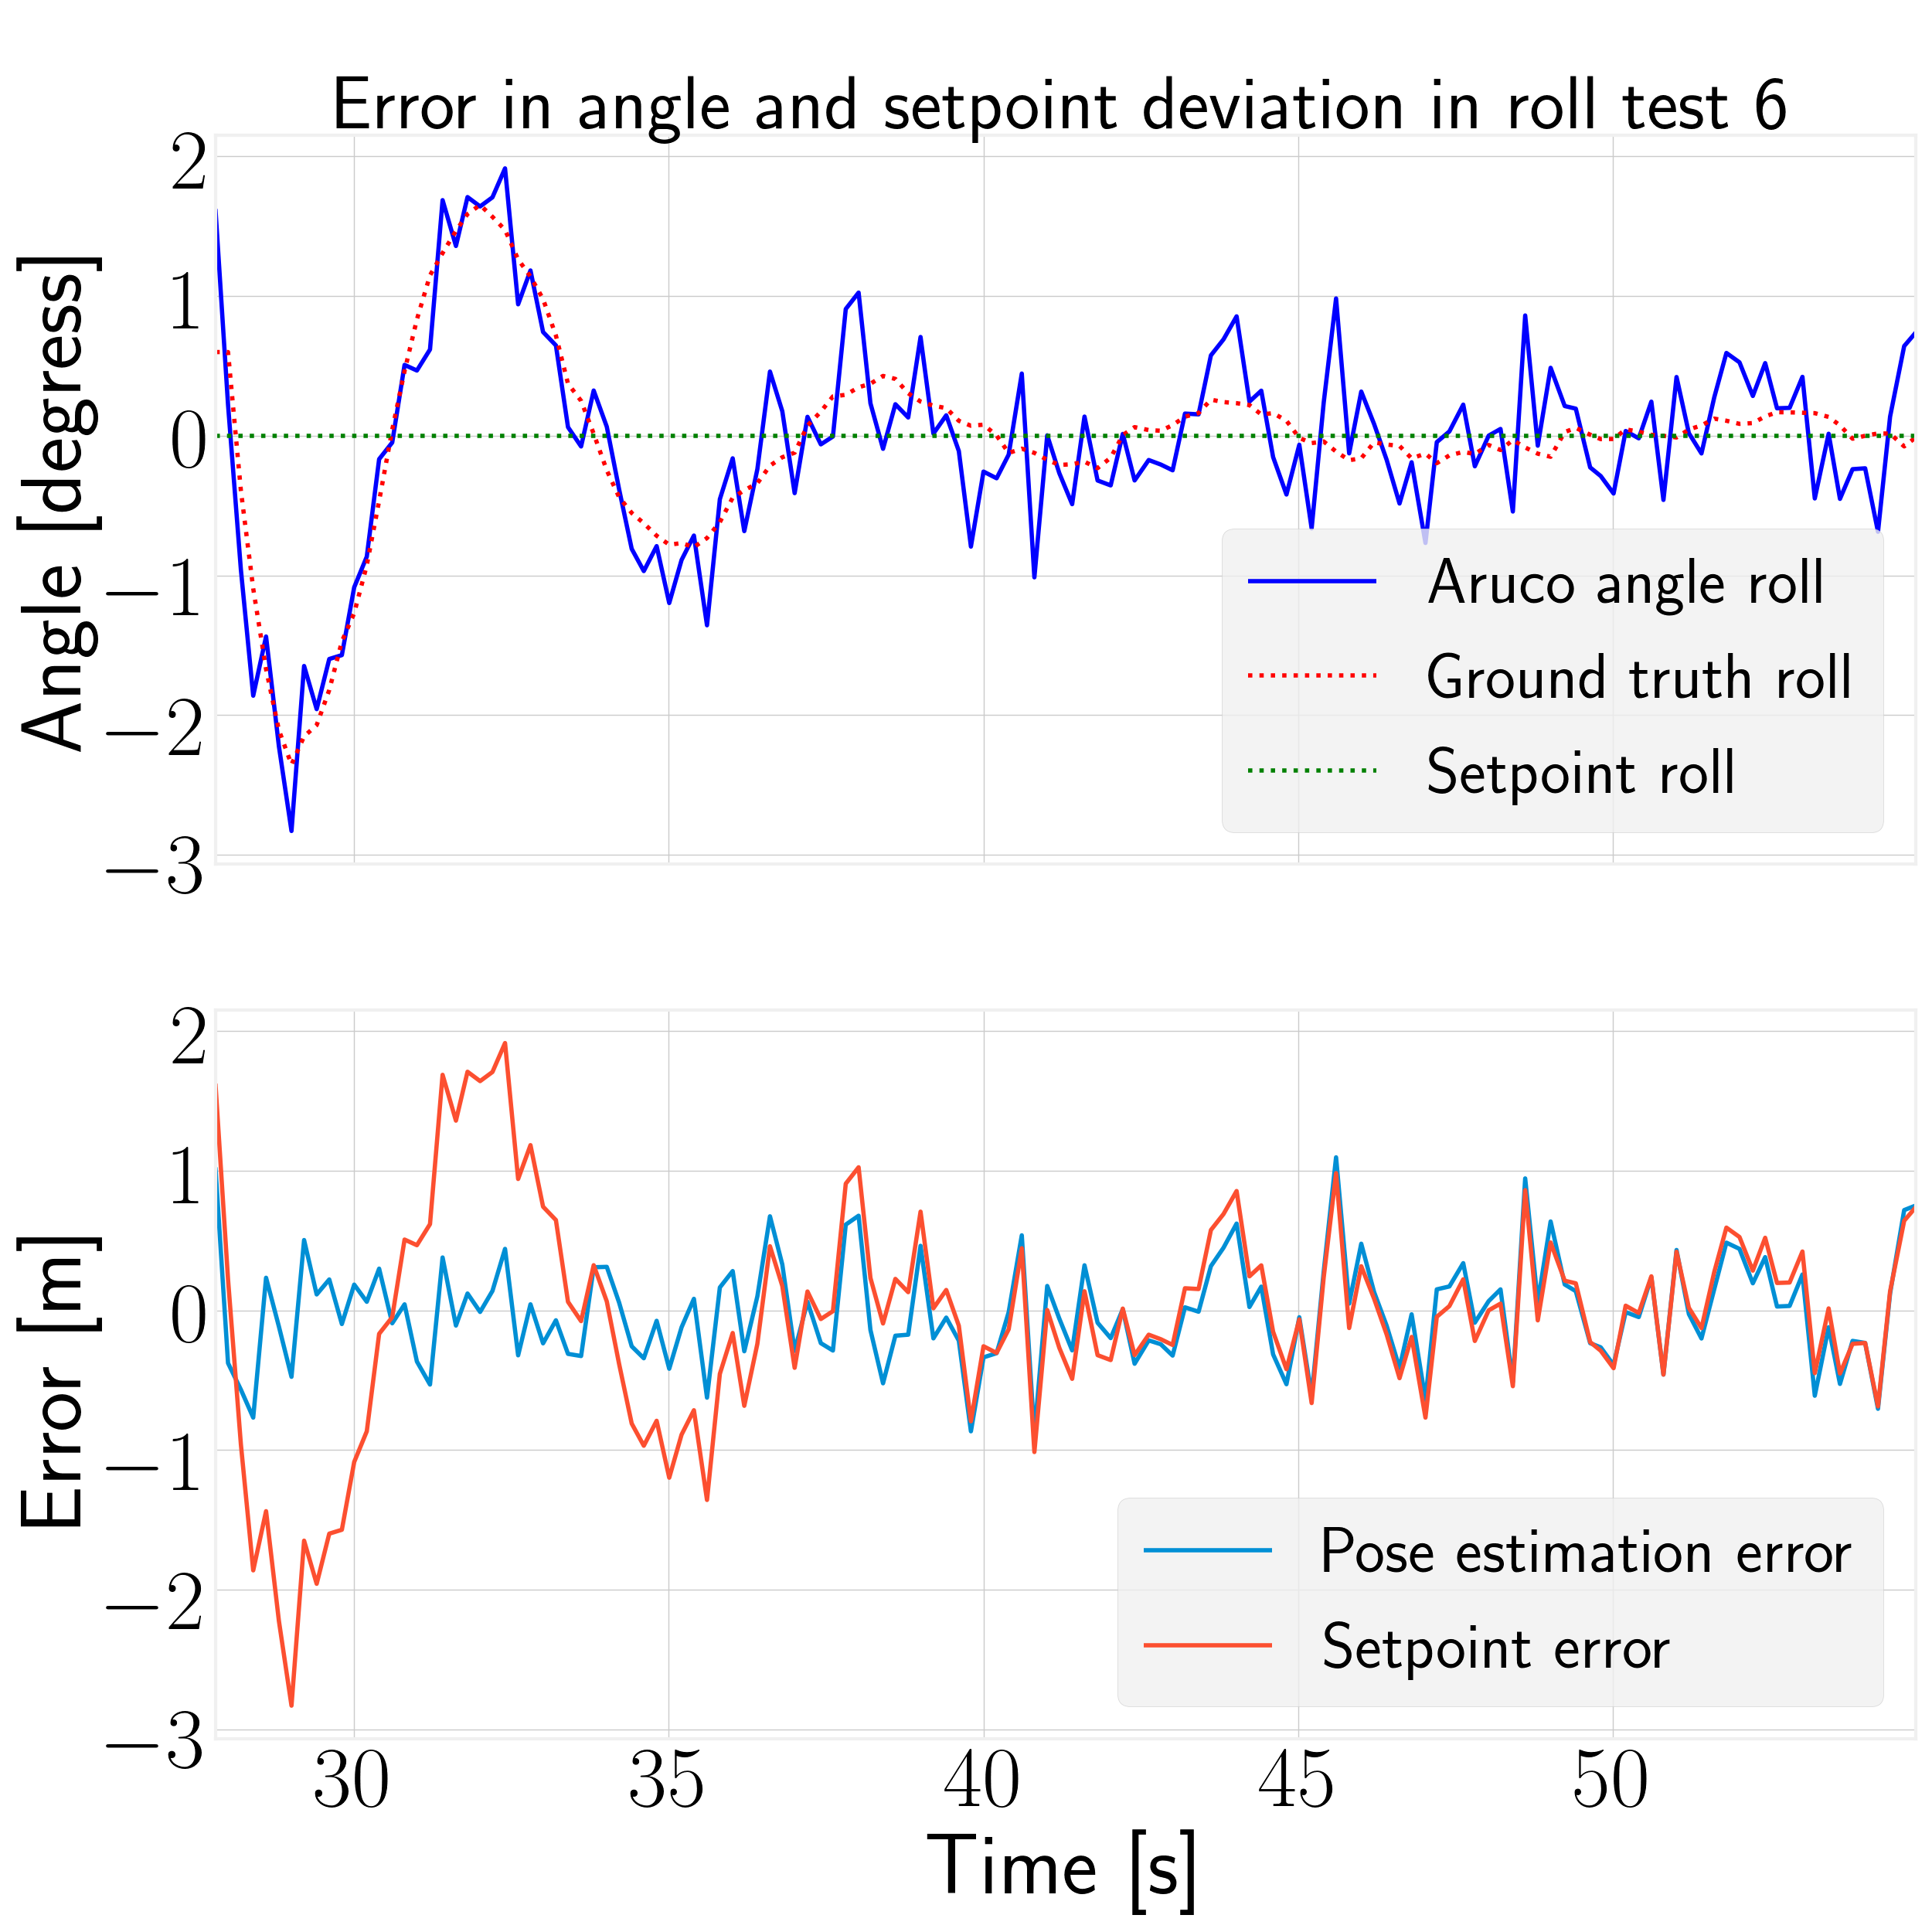 Error in angle and setpoint deviation in roll test 6
Angle [degress]
2
1
0
−1
−2
−3
Aruco angle roll
Ground truth roll
Setpoint roll
Error [m]
2
1
0
−1
−2
−3
Pose estimation error
Setpoint error
30 35 40 45 50
Time [s]